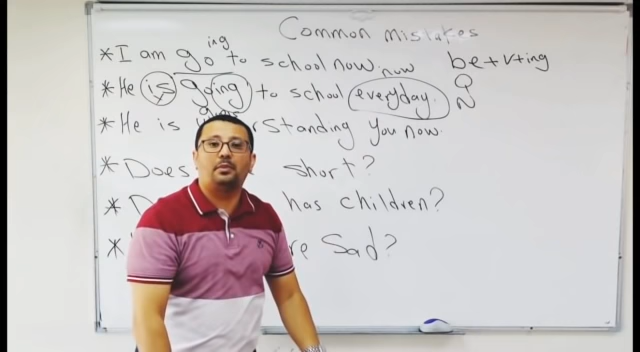 Common mistakes
ing
* I am go to school now be+v+ing
now
* He is going to school everyday.
goes
* He is standing You now.
* Does short?
* has children?
* re Sad?